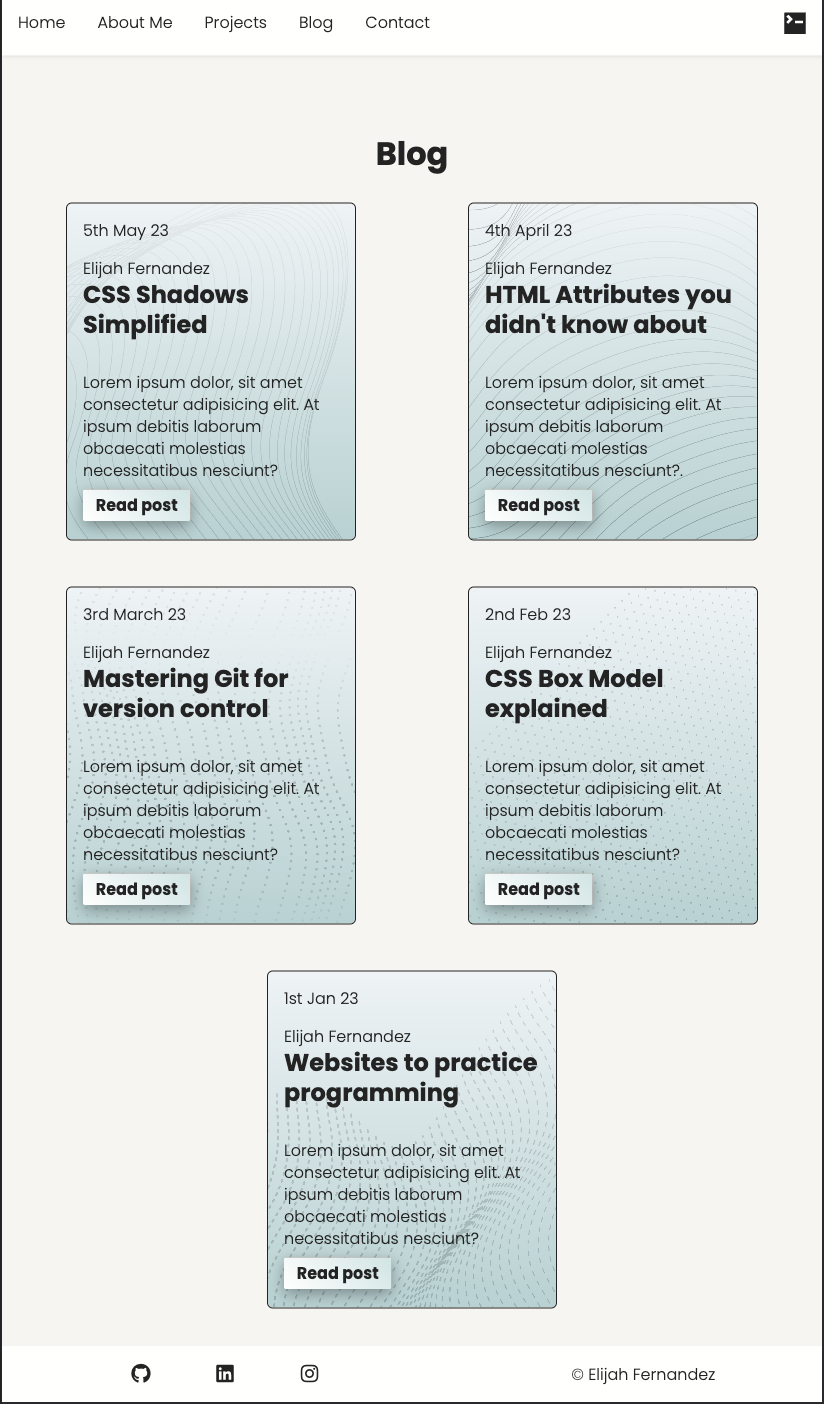 Home About Me Projects Blog Contact
Blog
5th May 23
Elijah Fernandez
CSS Shadows
Simplified
Lorem ipsum dolor, sit amet
consectetur adipisicing elit. At
ipsum debitis laborum
obcaecati molestias
necessitatibus nesciunt?
Read post
4th April 23
Elijah Fernandez
HTML Attributes you
didn't know about
Lorem ipsum dolor, sit amet
consectetur adipisicing elit. At
ipsum debitis laborum
obcaecati molestias
necessitatibus nesciunt?.
Read post
3rd March 23
Elijah Fernandez
Mastering Git for
version control
Lorem ipsum dolor, sit amet
consectetur adipisicing elit. At
ipsum debitis laborum
obcaecati molestias
necessitatibus nesciunt?
Read post
2nd Feb 23
Elijah Fernandez
CSS Box Model
explained
Lorem ipsum dolor, sit amet
consectetur adipisicing elit. At
ipsum debitis laborum
obcaecati molestias
necessitatibus nesciunt?
Read post
1st Jan 23
Elijah Fernandez
Websites to practice
programming
Lorem ipsum dolor, sit amet
consectetur adipisicing elit. At
ipsum debitis laborum
obcaecati molestias
necessitatibus nesciunt?
Read post
© Elijah Fernandez